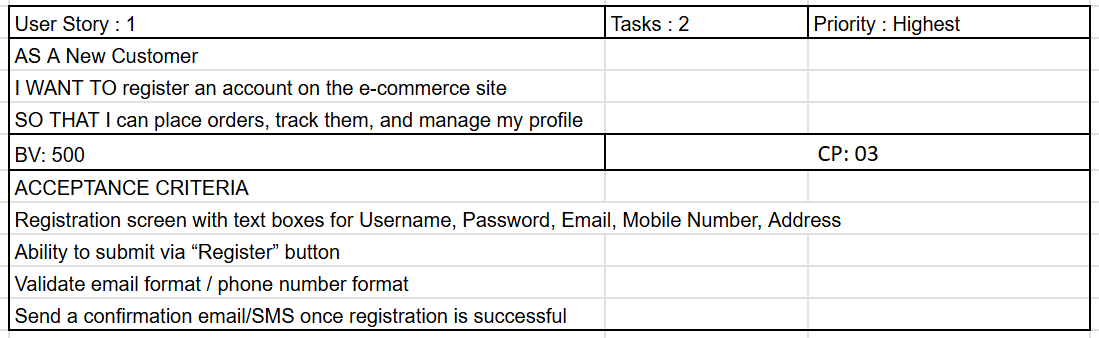 User Story : 1 Tasks : 2 Priority : Highest
AS A New Customer
I WANT TO register an account on the e-commerce site
SO THAT I can place orders, track them, and manage my profile
BV: 500 CP: 03
ACCEPTANCE CRITERIA
Registration screen with text boxes for Username, Password, Email, Mobile Number, Address
Ability to submit via “Register” button
Validate email format / phone number format
Send a confirmation email/SMS once registration is successful